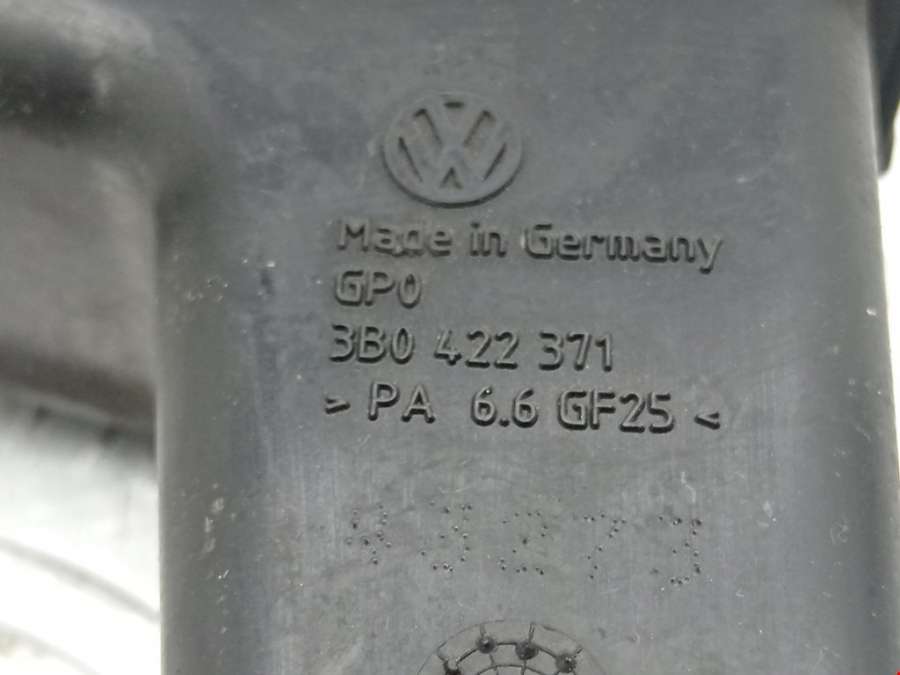 Made in Germany
GP0
3B0 422 371
> PA 6.6 GF25 <